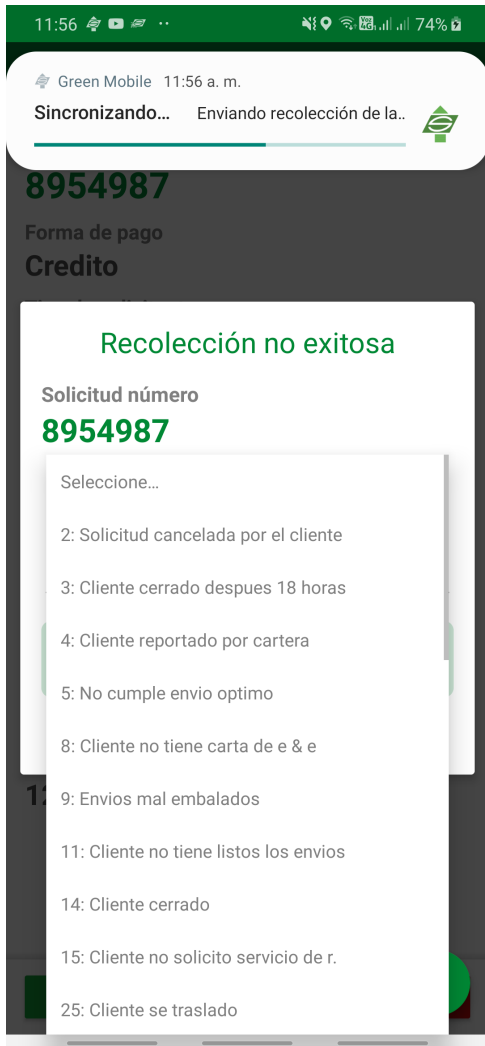 11:56
74%
Green Mobile 11:56 a. m.
Sincronizando... Enviando recolección de la..
8954987
Forma de pago
Credito
Recolección no exitosa
Solicitud número
8954987
Seleccione...
2: Solicitud cancelada por el cliente
3: Cliente cerrado despues 18 horas
4: Cliente reportado por cartera
5: No cumple envio optimo
8: Cliente no tiene carta de e & e
9: Envios mal embalados
11: Cliente no tiene listos los envios
14: Cliente cerrado
15: Cliente no solicito servicio de r.
25: Cliente se traslado